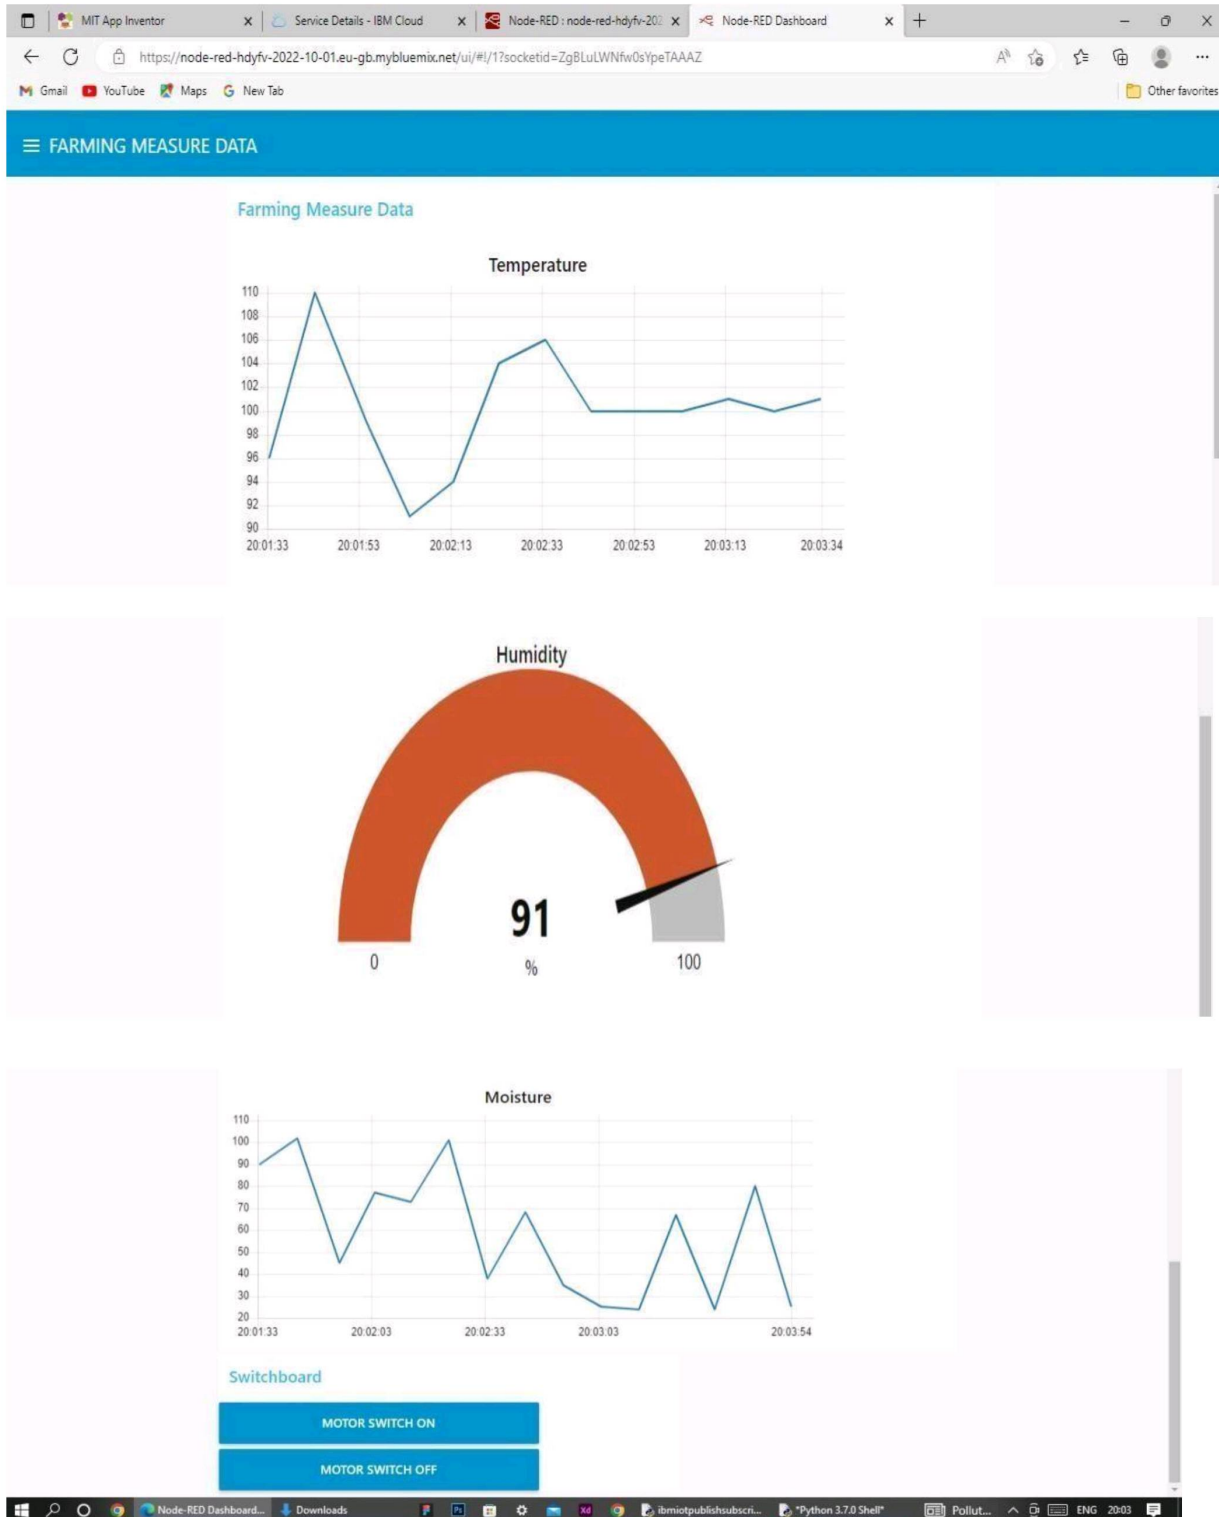 MIT App Inventor
Service Details - IBM Cloud
Node-RED : node-red-hdyfv-202
Node-RED Dashboard
https://node-red-hdyfv-2022-10-01.eu-gb.mybluemix.net/ui/#!/1?socketid=ZgBLuLWNfw0sYpeTAAAZ
Gmail YouTube Maps New Tab Other favorites
FARMING MEASURE DATA
Farming Measure Data
Temperature
110
108
106
104
102
100
98
96
94
92
90
20:01:33 20:01:53 20:02:13 20:02:33 20:02:53 20:03:13 20:03:34
Humidity
91
0 % 100
Moisture
110
100
90
80
70
60
50
40
30
20
20:01:33 20:02:03 20:02:33 20:03:03 20:03:54
Switchboard
MOTOR SWITCH ON
MOTOR SWITCH OFF
Node-RED Dashboard... Downloads Ps Xd ibmiotpublishsubscri... *Python 3.7.0 Shell* Pollut... ENG 20:03